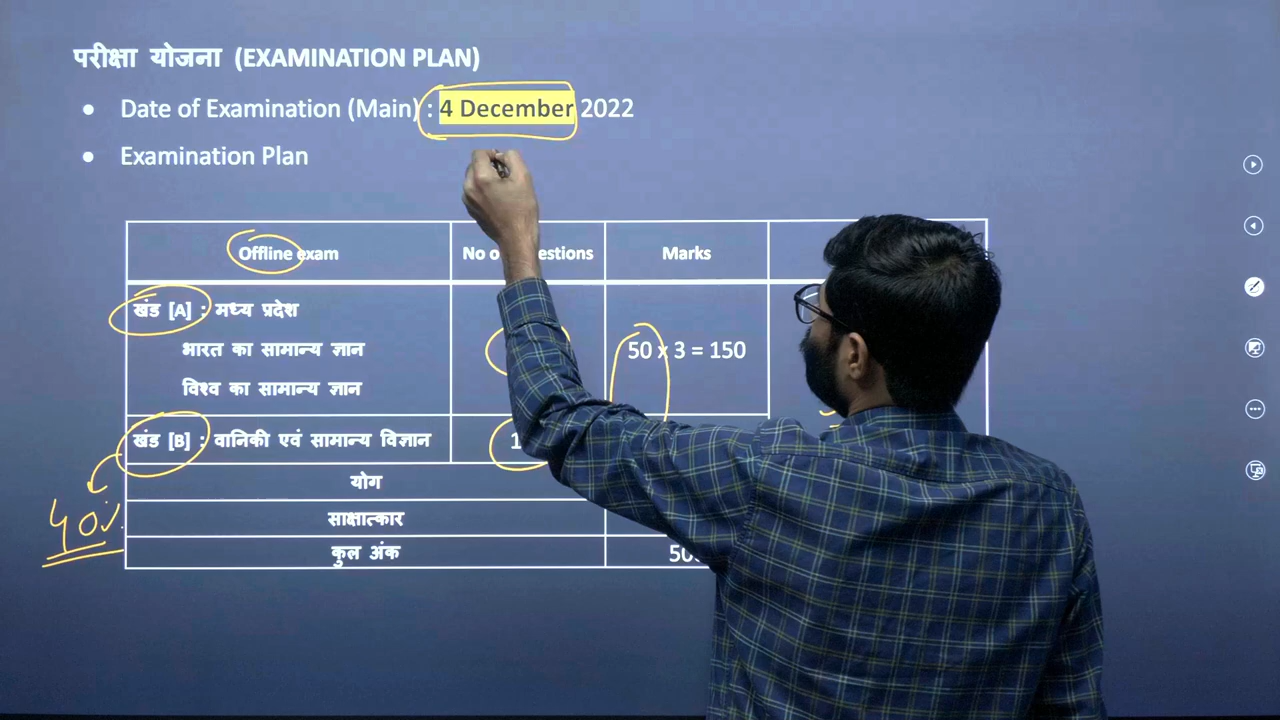 परीक्षा योजना (EXAMINATION PLAN)
• Date of Examination (Main) : 4 December 2022
• Examination Plan
Offline exam
No
Marks
खंड [A] : मध्य प्रदेश
भारत का सामान्य ज्ञान
विश्व का सामान्य ज्ञान
50 x 3 = 150
खंड [B] : वानिकी एवं सामान्य विज्ञान
योग
साक्षात्कार
कुल अंक